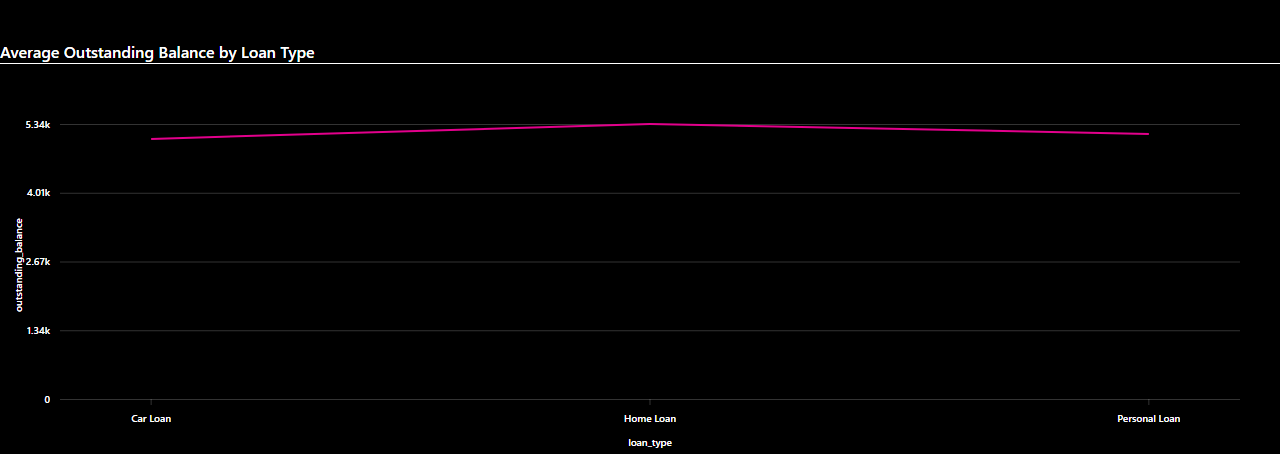 Average Outstanding Balance by Loan Type
5.34k
4.01k
2.67k
1.34k
0
outstanding_balance
Car Loan
Home Loan
Personal Loan
loan_type